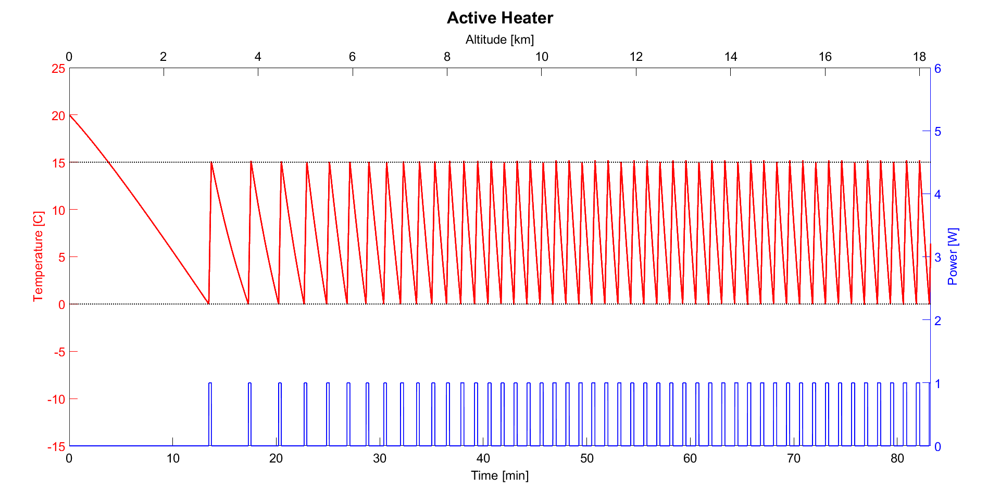 Active Heater
Altitude [km]
0 2 4 6 8 10 12 14 16 18
25
20
15
10
5
0
-5
-10
-15
Temperature [C]
6
5
4
3
2
1
0
Power [W]
0 10 20 30 40 50 60 70 80
Time [min]